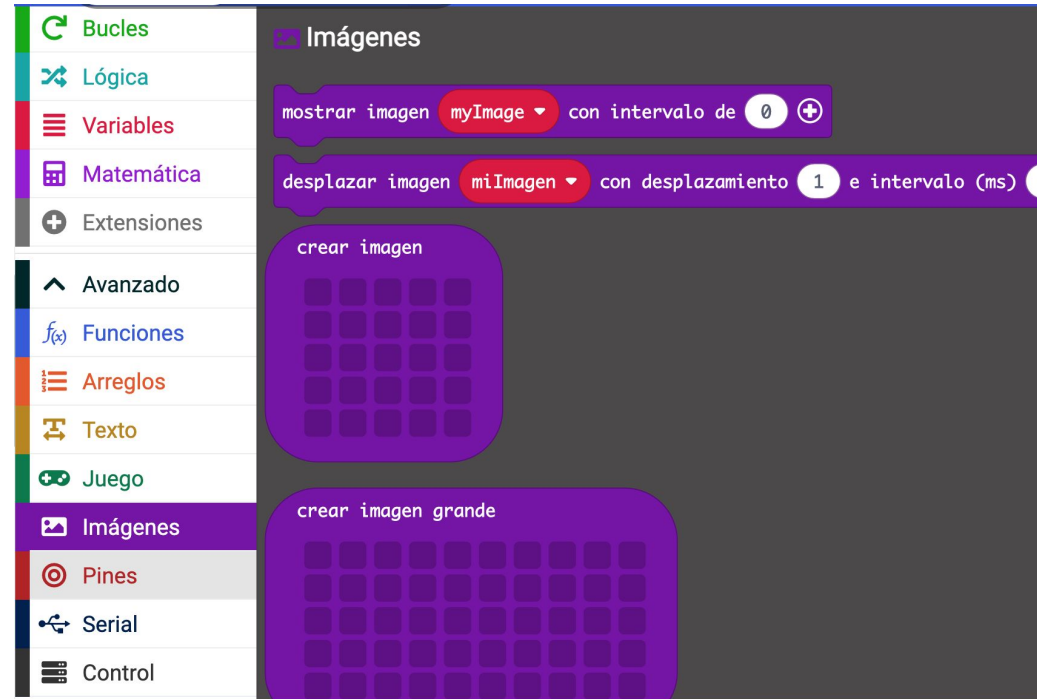 Bucles
Lógica
Variables
Matemática
Extensiones
Avanzado
f(x) Funciones
Arreglos
Texto
Juego
Imágenes
Pines
Serial
Control
Imágenes
mostrar imagen myImage con intervalo de 0
desplazar imagen miImagen con desplazamiento 1 e intervalo (ms)
crear imagen
crear imagen grande